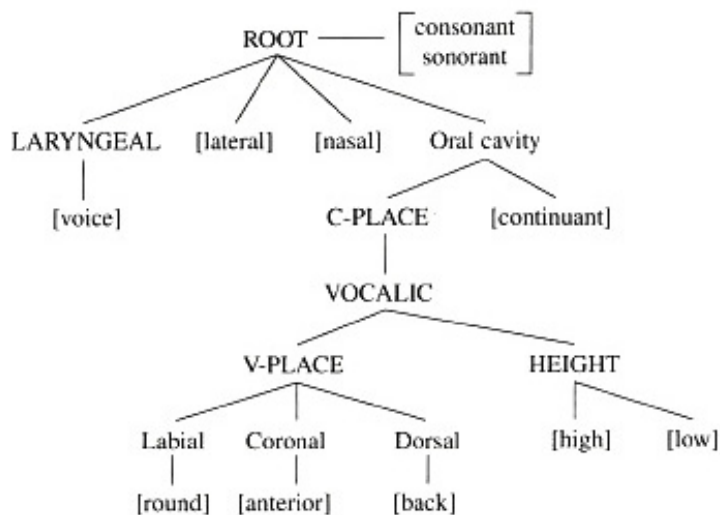 consonant
ROOT
sonorant
LARYNGEAL [lateral] [nasal] Oral cavity
[voice] C-PLACE [continuant]
VOCALIC
V-PLACE HEIGHT
Labial Coronal Dorsal [high] [low]
[round] [anterior] [back]